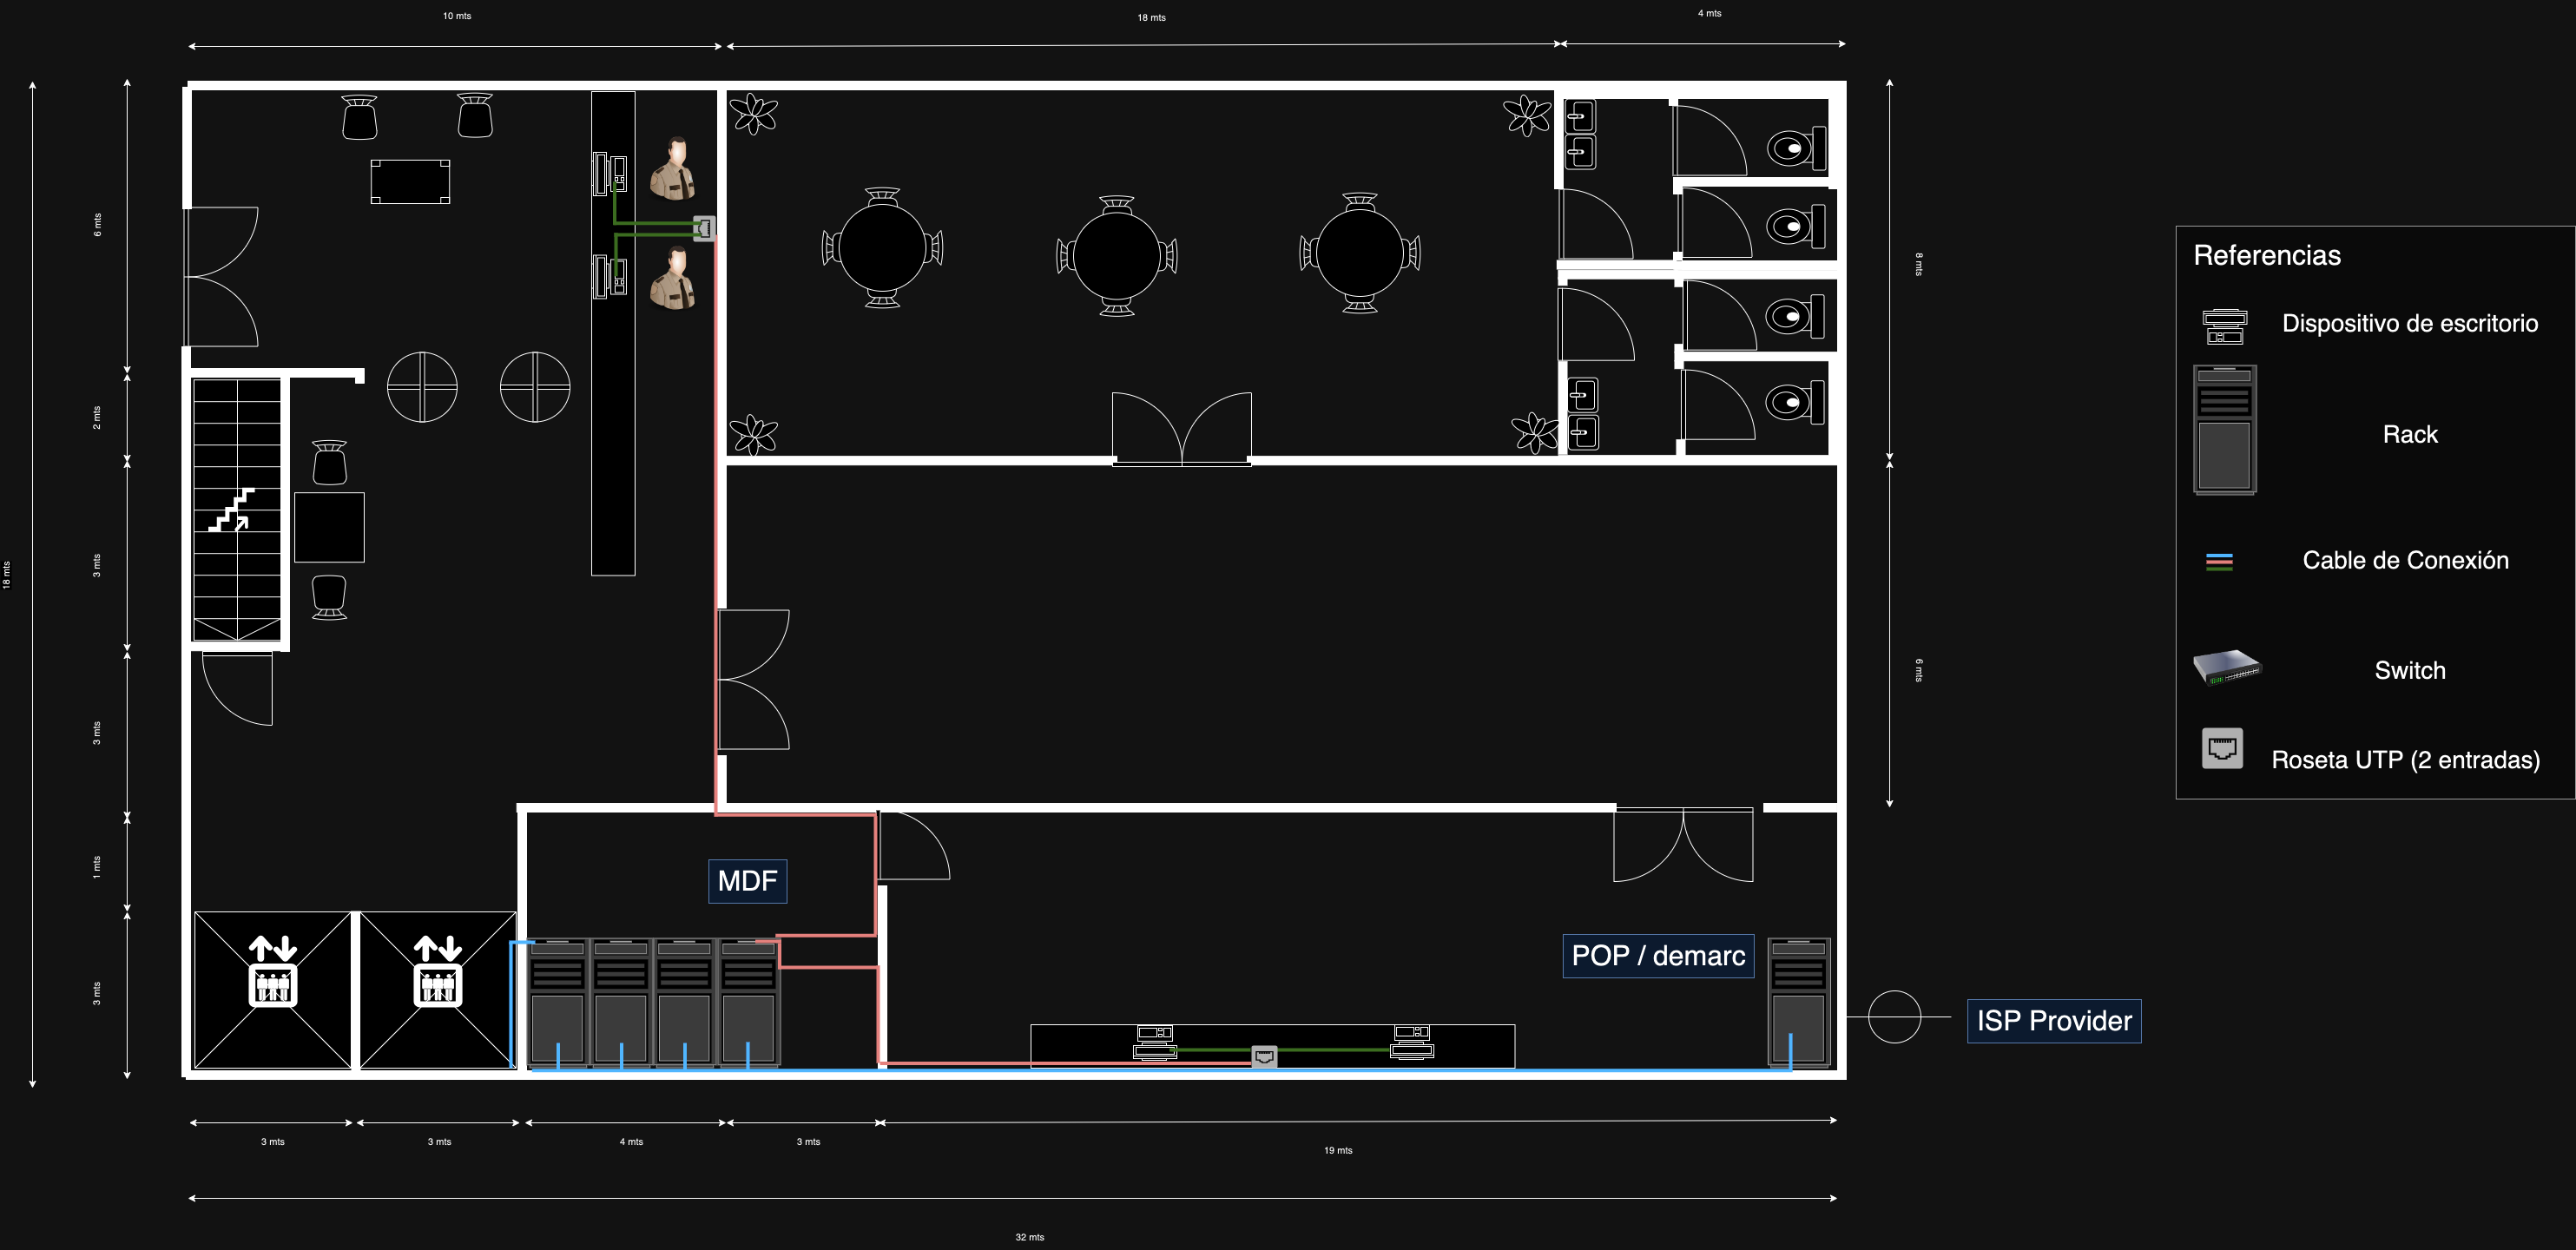 10 mts
18 mts
4 mts
18 mts
6 mts
2 mts
3 mts
3 mts
1 mts
3 mts
8 mts
6 mts
Referencias
Dispositivo de escritorio
Rack
Cable de Conexión
Switch
Roseta UTP (2 entradas)
MDF
POP / demarc
ISP Provider
3 mts
3 mts
4 mts
3 mts
19 mts
32 mts